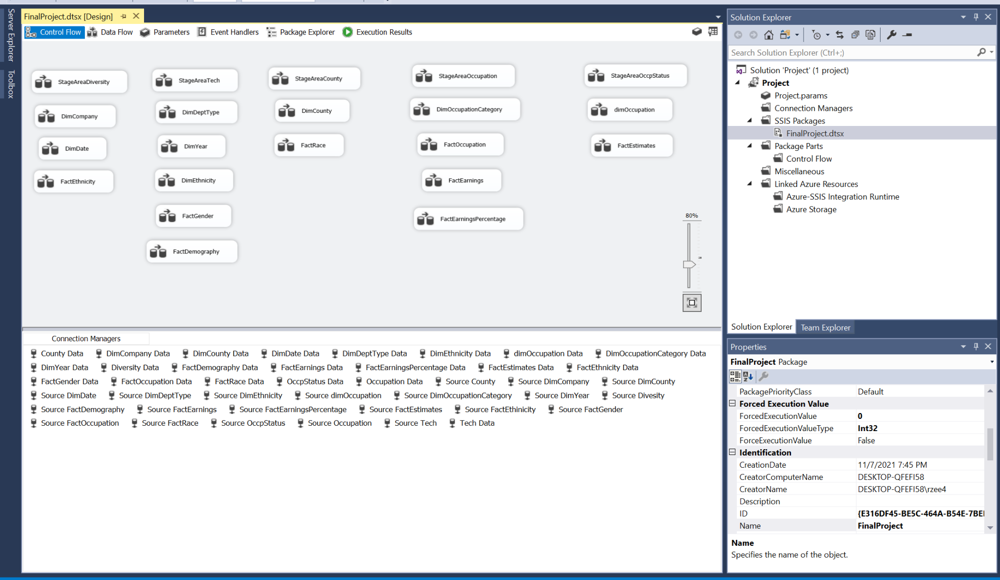 Server Explorer
Toolbox
FinalProject.dtsx [Design]
Control Flow Data Flow Parameters Event Handlers Package Explorer Execution Results
StageAreaDiversity StageAreaTech StageAreaCounty StageAreaOccupation StageAreaOccpStatus
DimCompany DimDeptType DimCounty DimOccupationCategory dimOccupation
DimDate DimYear FactRace FactOccupation FactEstimates
FactEthnicity DimEthnicity FactEarnings
FactGender FactEarningsPercentage
FactDemography
80%
Connection Managers
County Data DimCompany Data DimCounty Data DimDate Data DimDeptType Data DimEthnicity Data dimOccupation Data DimOccupationCategory Data
DimYear Data Diversity Data FactDemography Data FactEarnings Data FactEarningsPercentage Data FactEstimates Data FactEthnicity Data
FactGender Data FactOccupation Data FactRace Data OccpStatus Data Occupation Data Source County Source DimCompany Source DimCounty
Source DimDate Source DimDeptType Source DimEthnicity Source dimOccupation Source DimOccupationCategory Source DimYear Source Divesity
Source FactDemography Source FactEarnings Source FactEarningsPercentage Source FactEstimates Source FactEthinicity Source FactGender
Source FactOccupation Source FactRace Source OccpStatus Source Occupation Source Tech Tech Data
Solution Explorer
Search Solution Explorer (Ctrl+;)
Solution 'Project' (1 project)
Project
Project.params
Connection Managers
SSIS Packages
FinalProject.dtsx
Package Parts
Control Flow
Miscellaneous
Linked Azure Resources
Azure-SSIS Integration Runtime
Azure Storage
Solution Explorer Team Explorer
Properties
FinalProject Package
PackagePriorityClass Default
Forced Execution Value
ForcedExecutionValue 0
ForcedExecutionValueType Int32
ForceExecutionValue False
Identification
CreationDate 11/7/2021 7:45 PM
CreatorComputerName DESKTOP-QFEFI58
CreatorName DESKTOP-QFEFI58\rzee4
Description
ID {E316DF45-BE5C-464A-B54E-7BE
Name FinalProject
Name
Specifies the name of the object.